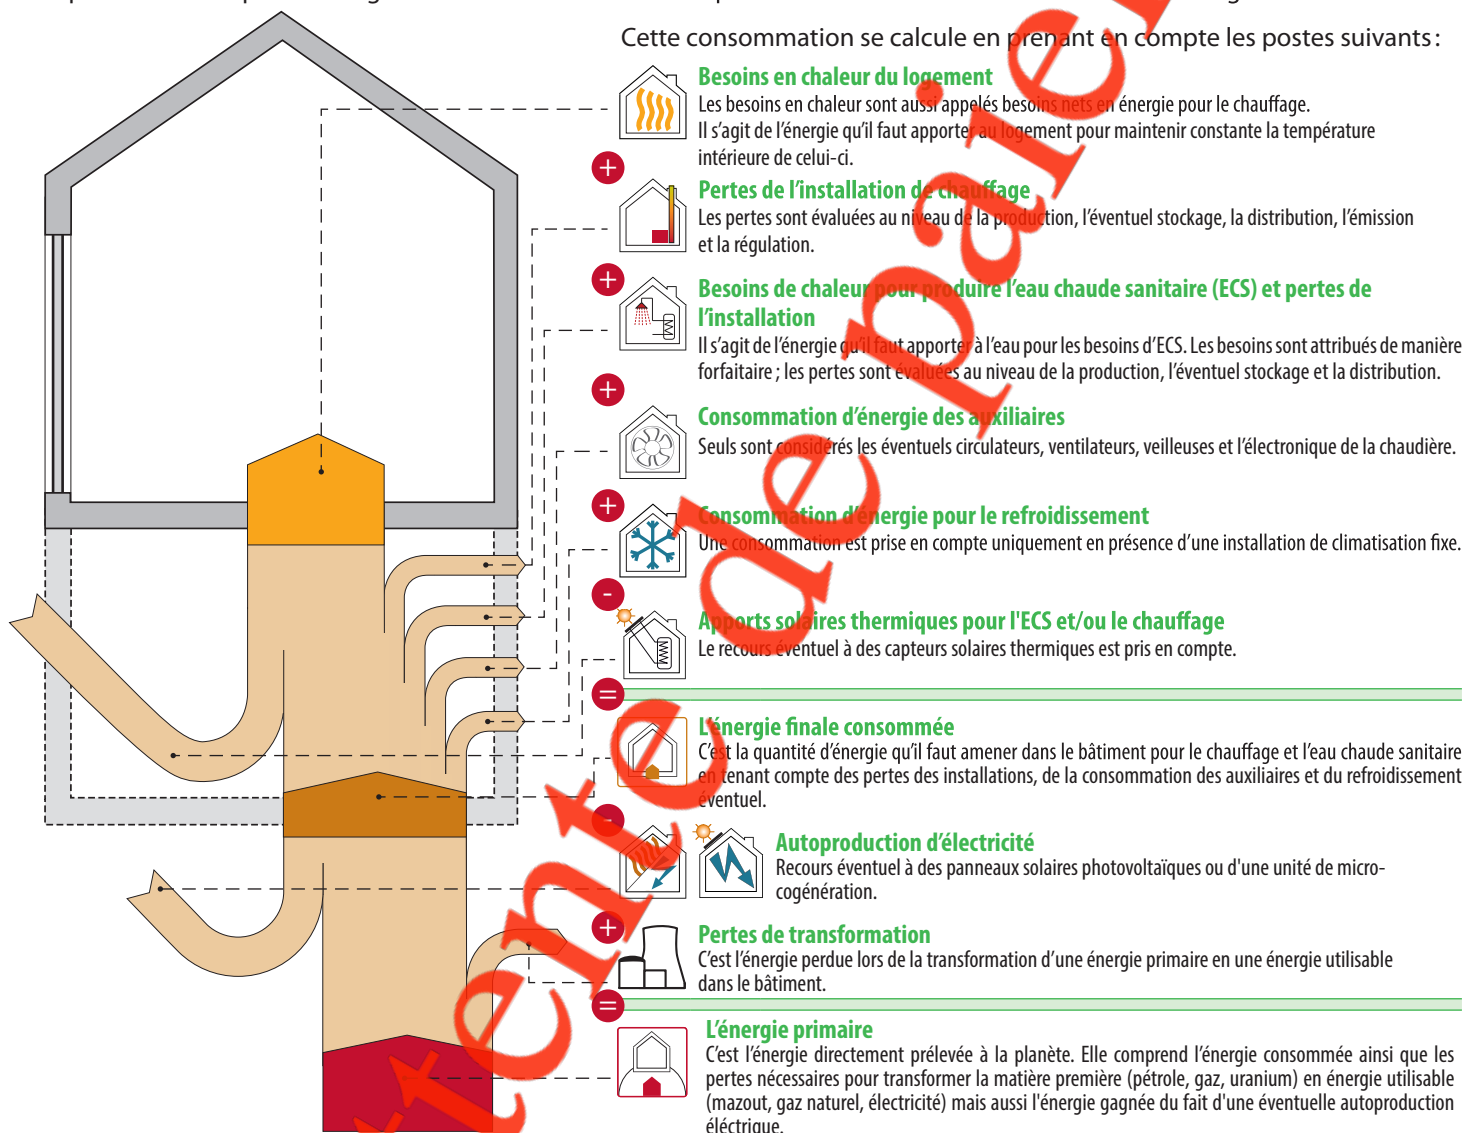 Cette consommation se calcule en prenant en compte les postes suivants :
Besoins en chaleur du logement
Les besoins en chaleur sont aussi appelés besoins nets en énergie pour le chauffage.
Il s'agit de l'énergie qu'il faut apporter au logement pour maintenir constante la température
intérieure de celui-ci.
+
Pertes de l'installation de chauffage
Les pertes sont évaluées au niveau de la production, l'éventuel stockage, la distribution, l'émission
et la régulation.
+
Besoins de chaleur pour produire l'eau chaude sanitaire (ECS) et pertes de
l'installation
Il s'agit de l'énergie qu'il faut apporter à l'eau pour les besoins d'ECS. Les besoins sont attribués de manière
forfaitaire ; les pertes sont évaluées au niveau de la production, l'éventuel stockage et la distribution.
+
Consommation d'énergie des auxiliaires
Seuls sont considérés les éventuels circulateurs, ventilateurs, veilleuses et l'électronique de la chaudière.
+
Consommation d'énergie pour le refroidissement
Une consommation est prise en compte uniquement en présence d'une installation de climatisation fixe.
-
Apports solaires thermiques pour l'ECS et/ou le chauffage
Le recours éventuel à des capteurs solaires thermiques est pris en compte.
=
L'énergie finale consommée
C'est la quantité d'énergie qu'il faut amener dans le bâtiment pour le chauffage et l'eau chaude sanitaire
en tenant compte des pertes des installations, de la consommation des auxiliaires et du refroidissement
éventuel.
-
Autoproduction d'électricité
Recours éventuel à des panneaux solaires photovoltaïques ou d'une unité de micro-
cogénération.
+
Pertes de transformation
C'est l'énergie perdue lors de la transformation d'une énergie primaire en une énergie utilisable
dans le bâtiment.
=
L'énergie primaire
C'est l'énergie directement prélevée à la planète. Elle comprend l'énergie consommée ainsi que les
pertes nécessaires pour transformer la matière première (pétrole, gaz, uranium) en énergie utilisable
(mazout, gaz naturel, électricité) mais aussi l'énergie gagnée du fait d'une éventuelle autoproduction
éléctrique.
de